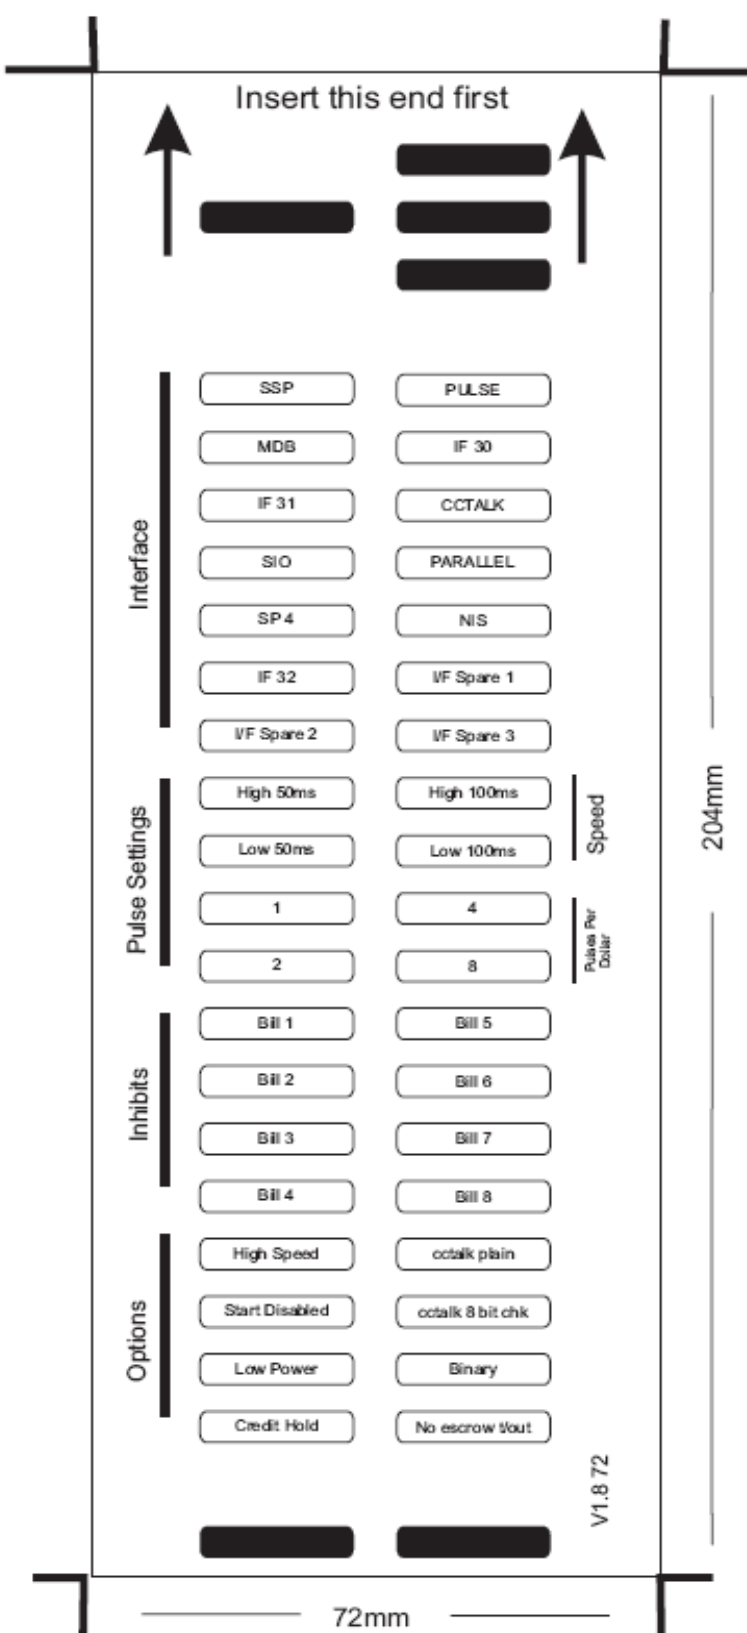 Insert this end first
Interface
SSP PULSE
MDB IF 30
IF 31 CCTALK
SIO PARALLEL
SP4 NIS
IF 32 I/F Spare 1
I/F Spare 2 I/F Spare 3
Pulse Settings
High 50ms High 100ms
Low 50ms Low 100ms
Speed
1 4
2 8
Pulses Per
Dollar
Inhibits
Bill 1 Bill 5
Bill 2 Bill 6
Bill 3 Bill 7
Bill 4 Bill 8
Options
High Speed cctalk plain
Start Disabled cctalk 8 bit chk
Low Power Binary
Credit Hold No escrow t/out
V1.8 72
204mm
72mm